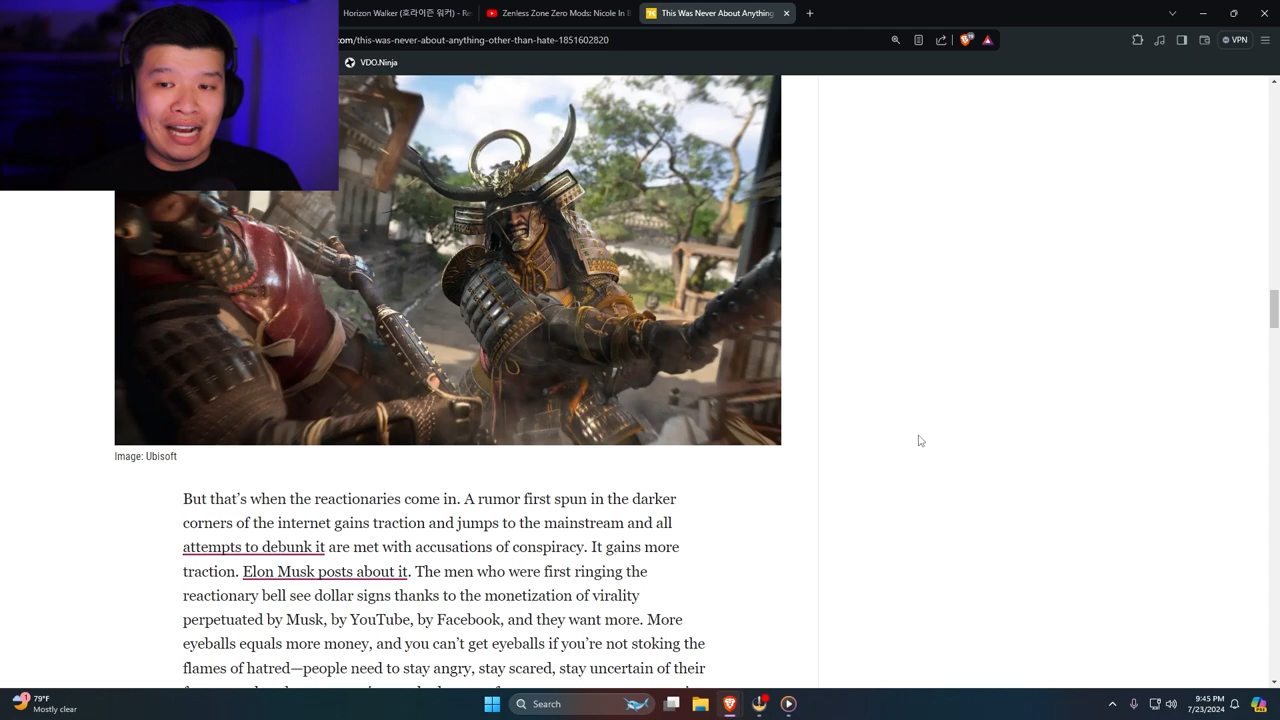 Horizon Walker (흐라이즌 워커) - Re
Zenless Zone Zero Mods: Nicole In B
This Was Never About Anything
com/this-was-never-about-anything-other-than-hate-1851602820
VPN
VDO.Ninja
Image: Ubisoft
But that’s when the reactionaries come in. A rumor first spun in the darker
corners of the internet gains traction and jumps to the mainstream and all
attempts to debunk it are met with accusations of conspiracy. It gains more
traction. Elon Musk posts about it. The men who were first ringing the
reactionary bell see dollar signs thanks to the monetization of virality
perpetuated by Musk, by YouTube, by Facebook, and they want more. More
eyeballs equals more money, and you can’t get eyeballs if you’re not stoking the
flames of hatred—people need to stay angry, stay scared, stay uncertain of their
79°F
Mostly clear
Search
9:45 PM
7/23/2024